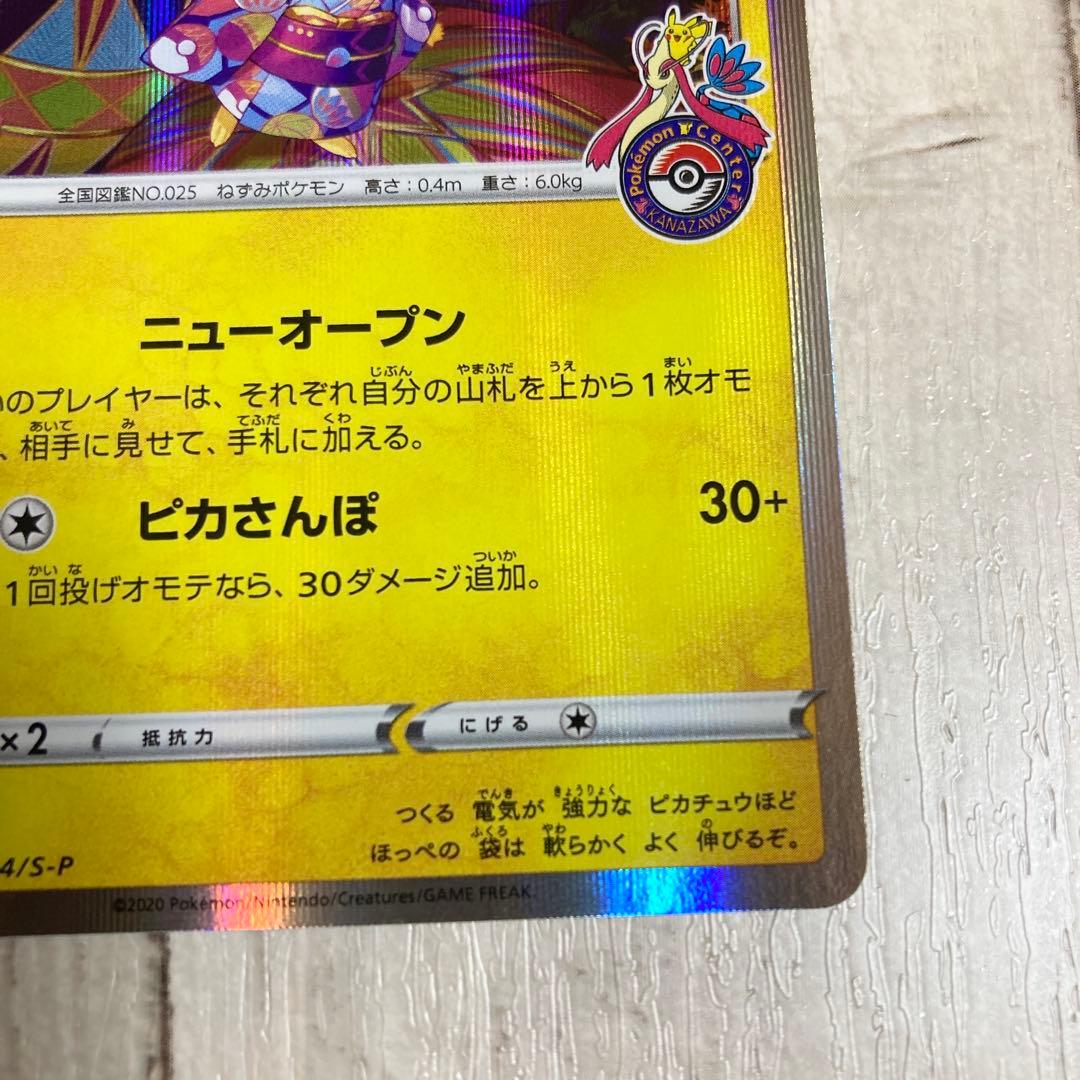 Pokémon Center
KANAZAWA
全国図鑑NO.025 ねずみポケモン 高さ:0.4m 重さ:6.0kg
ニューオープン
のプレイヤーは、それぞれ自分の山札を上から1枚オモ
、相手に見せて、手札に加える。
ピカさんぽ 30+
1回投げオモテなら、30ダメージ追加。
×2 抵抗力 にげる
つくる 電気が 強力な ピカチュウほど
ほっぺの 袋は 軟らかく よく 伸びるぞ。
4/S-P
©2020 Pokémon/Nintendo/Creatures/GAME FREAK.